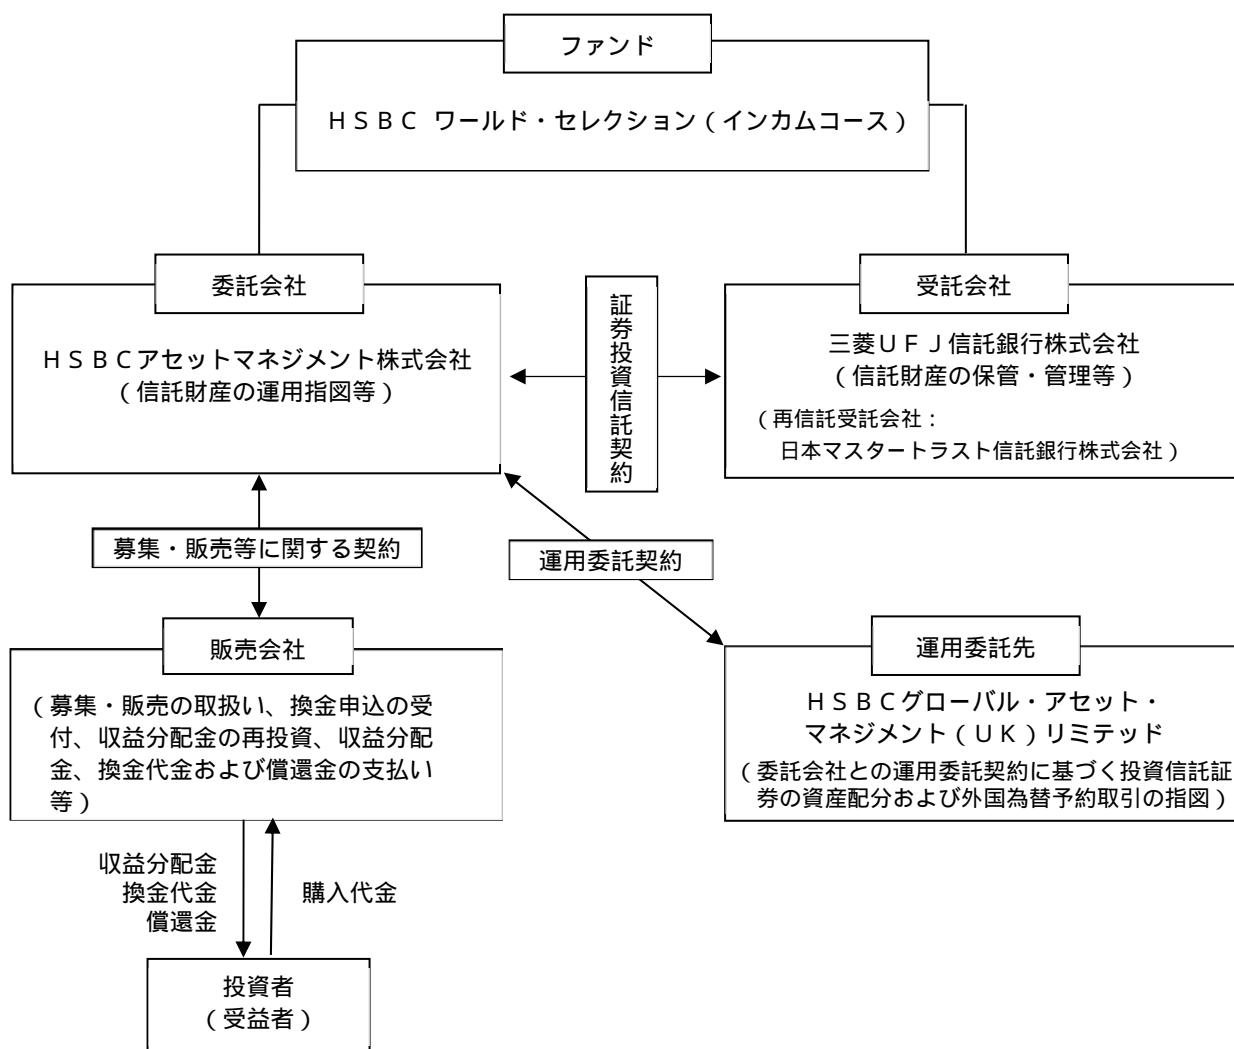 ファンド
ＨＳＢＣ ワールド・セレクション（インカムコース）
委託会社
ＨＳＢＣアセットマネジメント株式会社
（信託財産の運用指図等）
証券投資信託契約
受託会社
三菱ＵＦＪ信託銀行株式会社
（信託財産の保管・管理等）
（再信託受託会社：
日本マスタートラスト信託銀行株式会社）
募集・販売等に関する契約
運用委託契約
販売会社
（募集・販売の取扱い、換金申込の受
付、収益分配金の再投資、収益分配
金、換金代金および償還金の支払い
等）
運用委託先
ＨＳＢＣグローバル・アセット・
マネジメント（ＵＫ）リミテッド
（委託会社との運用委託契約に基づく投資信託証
券の資産配分および外国為替予約取引の指図）
収益分配金
換金代金
償還金
購入代金
投資者
（受益者）